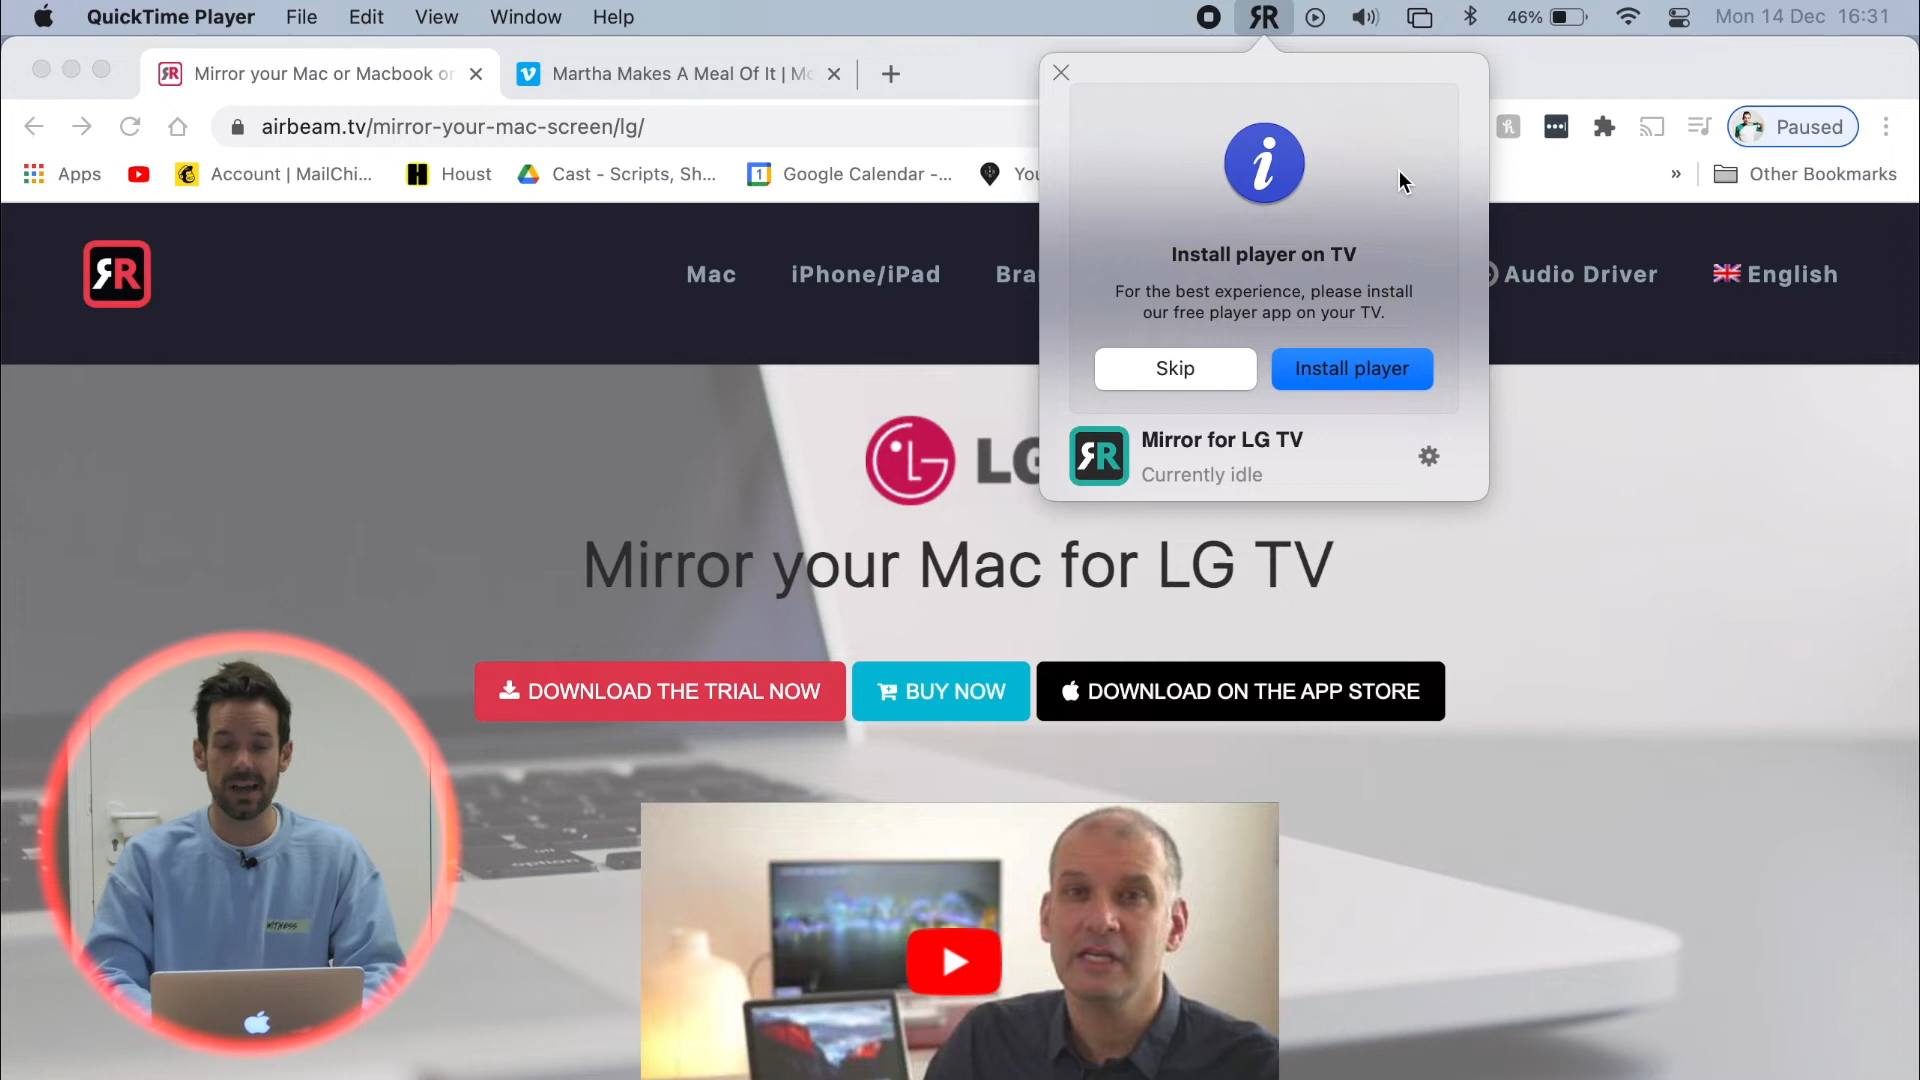 QuickTime Player File Edit View Window Help
46% Mon 14 Dec 16:31
Mirror your Mac or Macbook or
Martha Makes A Meal Of It |
airbeam.tv/mirror-your-mac-screen/lg/
Paused
Apps
Account | MailChi...
Houst
Cast - Scripts, Sh...
Google Calendar -...
Other Bookmarks
Mac iPhone/iPad
Audio Driver English
Install player on TV
For the best experience, please install
our free player app on your TV.
Skip Install player
Mirror for LG TV
Currently idle
LG
Mirror your Mac for LG TV
DOWNLOAD THE TRIAL NOW BUY NOW DOWNLOAD ON THE APP STORE
option
WITNESS